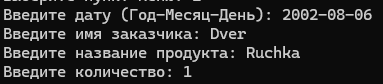 Введите дату (Год-Месяц-День): 2002-08-06
Введите имя заказчика: Dver
Введите название продукта: Ruchka
Введите количество: 1